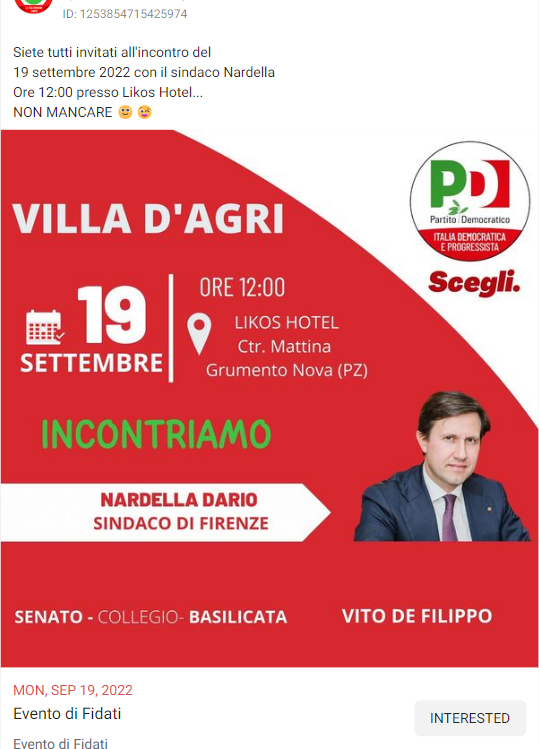 ID: 1253854715425974
Siete tutti invitati all'incontro del
19 settembre 2022 con il sindaco Nardella
Ore 12:00 presso Likos Hotel...
NON MANCARE 🙂 😉
VILLA D'AGRI
PD
Partito Democratico
ITALIA DEMOCRATICA
E PROGRESSISTA
Scegli.
19
SETTEMBRE
ORE 12:00
LIKOS HOTEL
Ctr. Mattina
Grumento Nova (PZ)
INCONTRIAMO
NARDELLA DARIO
SINDACO DI FIRENZE
SENATO - COLLEGIO- BASILICATA
VITO DE FILIPPO
MON, SEP 19, 2022
Evento di Fidati
INTERESTED
Evento di Fidati